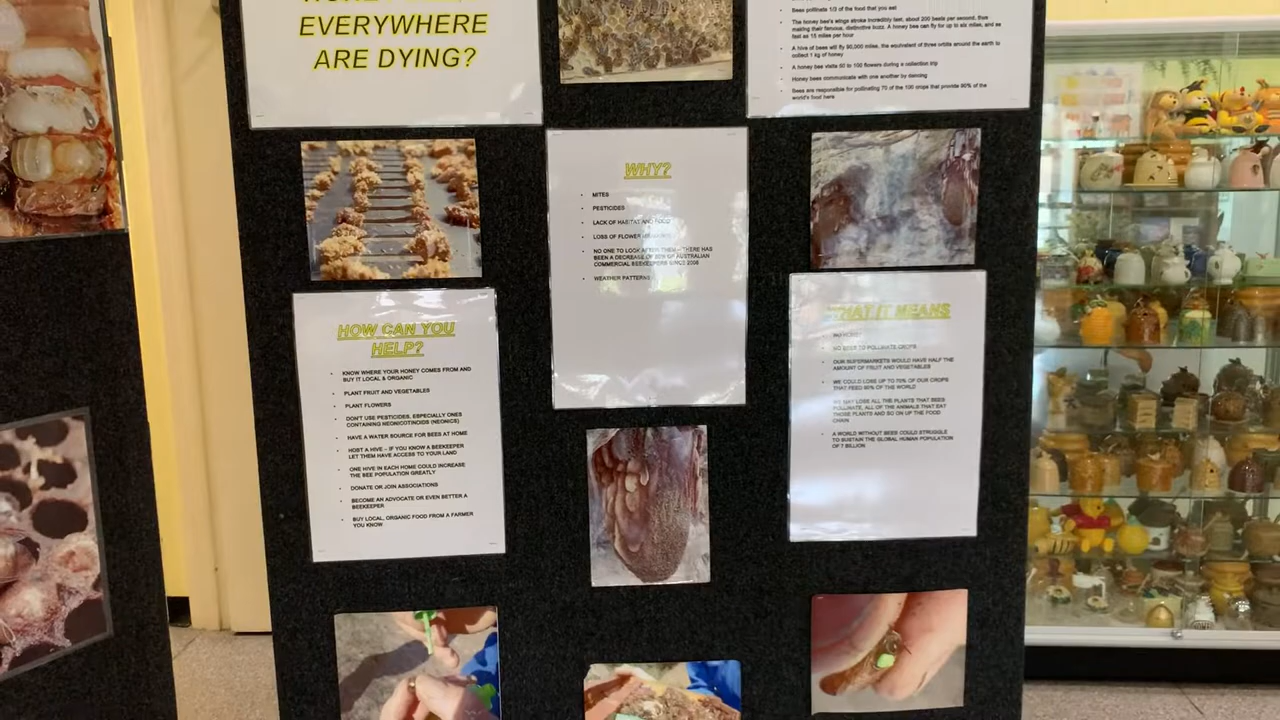 EVERYWHERE
ARE DYING?
Bees pollinate 1/3 of the food that you eat
The honey bee's wings stroke incredibly fast, about 200 beats per second, thus
making their famous, distinctive buzz. A honey bee can fly for up to six miles, and as
fast as 15 miles per hour
A hive of bees will fly 90,000 miles, the equivalent of three orbits around the earth to
collect 1 kg of honey
A honey bee visits 50 to 100 flowers during a collection trip
Honey bees communicate with one another by dancing
Bees are responsible for pollinating 70 of the 100 crops that provide 90% of the
world's food here
WHY?
MITES
PESTICIDES
LACK OF HABITAT AND FOOD
LOSS OF FLOWER
NO ONE TO LOOK AFTER THEM – THERE HAS
BEEN A DECREASE OF OF AUSTRALIAN
COMMERCIAL BEEKEEPERS SINCE 2006
WEATHER PATTERNS
HOW CAN YOU
HELP?
KNOW WHERE YOUR HONEY COMES FROM AND
BUY IT LOCAL & ORGANIC
PLANT FRUIT AND VEGETABLES
PLANT FLOWERS
DON'T USE PESTICIDES, ESPECIALLY ONES
CONTAINING NEONICOTINOIDS (NEONICS)
HAVE A WATER SOURCE FOR BEES AT HOME
HOST A HIVE – IF YOU KNOW A BEEKEEPER
LET THEM HAVE ACCESS TO YOUR LAND
ONE HIVE IN EACH HOME COULD INCREASE
THE BEE POPULATION GREATLY
DONATE OR JOIN ASSOCIATIONS
BECOME AN ADVOCATE OR EVEN BETTER A
BEEKEEPER
BUY LOCAL, ORGANIC FOOD FROM A FARMER
YOU KNOW
WHAT IT MEANS
NO BEES TO POLLINATE CROPS
OUR SUPERMARKETS WOULD HAVE HALF THE
AMOUNT OF FRUIT AND VEGETABLES
WE COULD LOSE UP TO 70% OF OUR CROPS
THAT FEED 90% OF THE WORLD
WE MAY LOSE ALL THE PLANTS THAT BEES
POLLINATE, ALL OF THE ANIMALS THAT EAT
THOSE PLANTS AND SO ON UP THE FOOD
CHAIN
A WORLD WITHOUT BEES COULD STRUGGLE
TO SUSTAIN THE GLOBAL HUMAN POPULATION
OF 7 BILLION